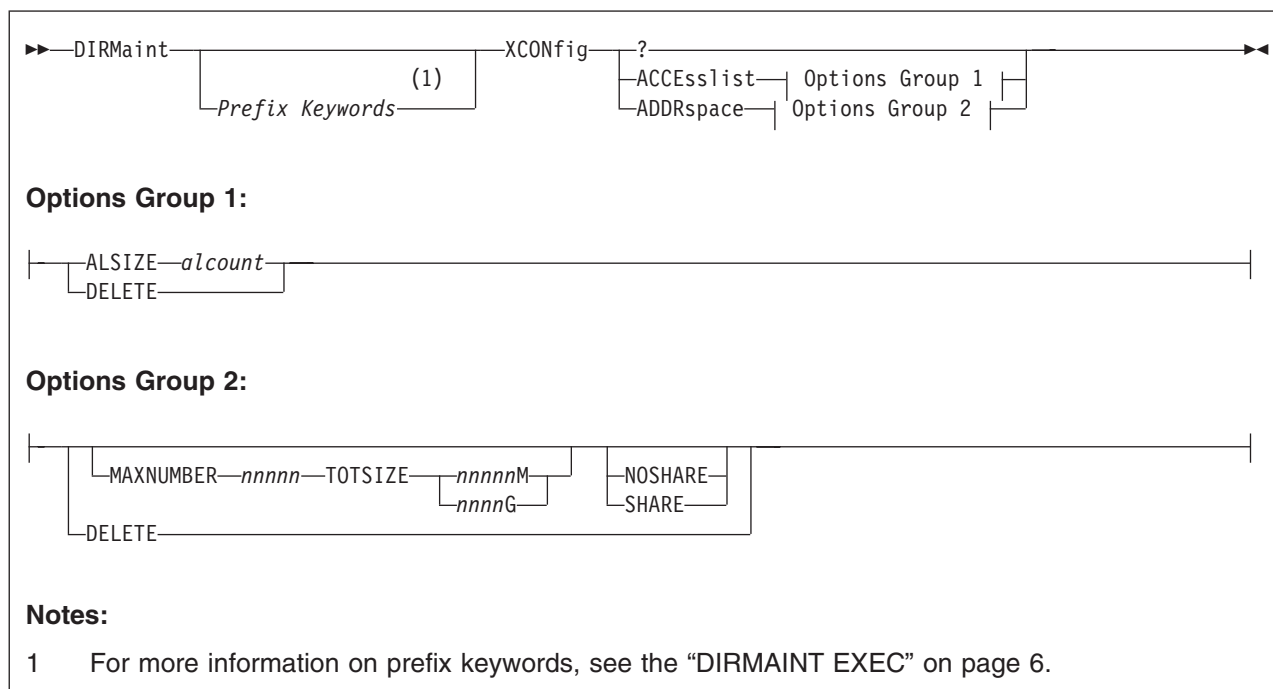 DIRMaint XCONfig ?
(1) ACCEsslist Options Group 1
Prefix Keywords ADDRspace Options Group 2
Options Group 1:
ALSIZE alcount
DELETE
Options Group 2:
MAXNUMBER nnnnn TOTSIZE nnnnnM NOSHARE
nnnnG SHARE
DELETE
Notes:
1 For more information on prefix keywords, see the “DIRMAINT EXEC” on page 6.